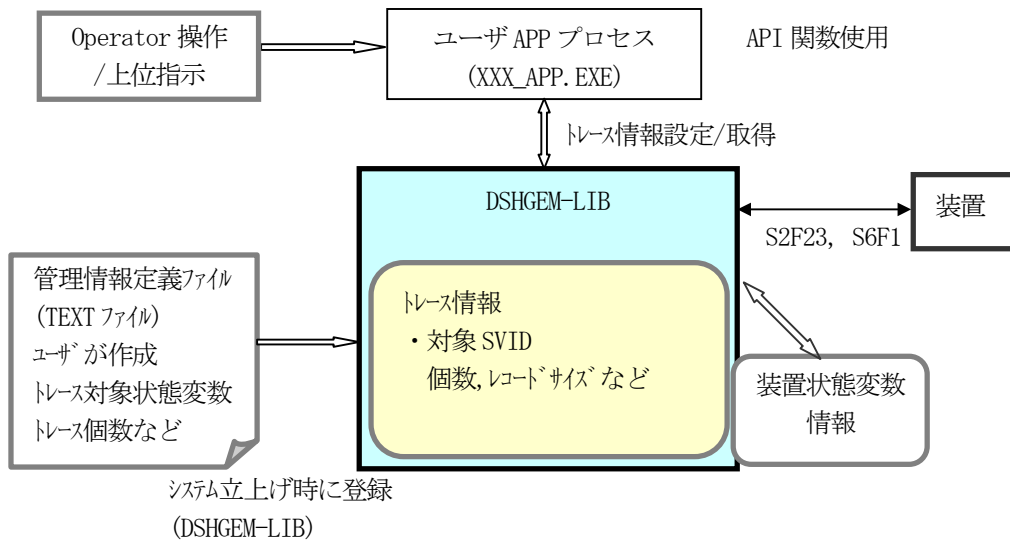 Operator 操作
/上位指示
ユーザ APP プロセス
(XXX_APP.EXE)
API 関数使用
ﾄﾚｰｽ情報設定/取得
DSHGEM-LIB
装置
S2F23, S6F1
管理情報定義ﾌｧｲﾙ
(TEXT ﾌｧｲﾙ)
ﾕｰｻﾞが作成
ﾄﾚｰｽ対象状態変数
ﾄﾚｰｽ個数など
ﾄﾚｰｽ情報
・対象 SVID
個数,ﾚｺｰﾄﾞｻｲｽﾞなど
装置状態変数
情報
ｼｽﾃﾑ立上げ時に登録
(DSHGEM-LIB)